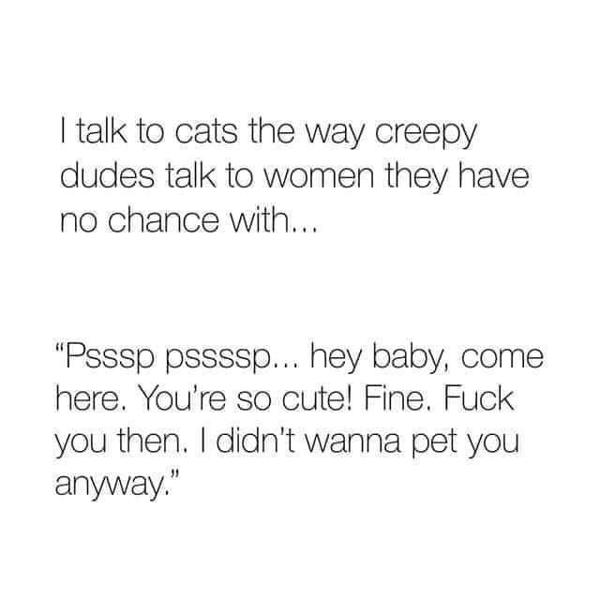 I talk to cats the way creepy
dudes talk to women they have
no chance with...
“Psssp pssssp... hey baby, come
here. You're so cute! Fine. Fuck
you then. I didn't wanna pet you
anyway.”